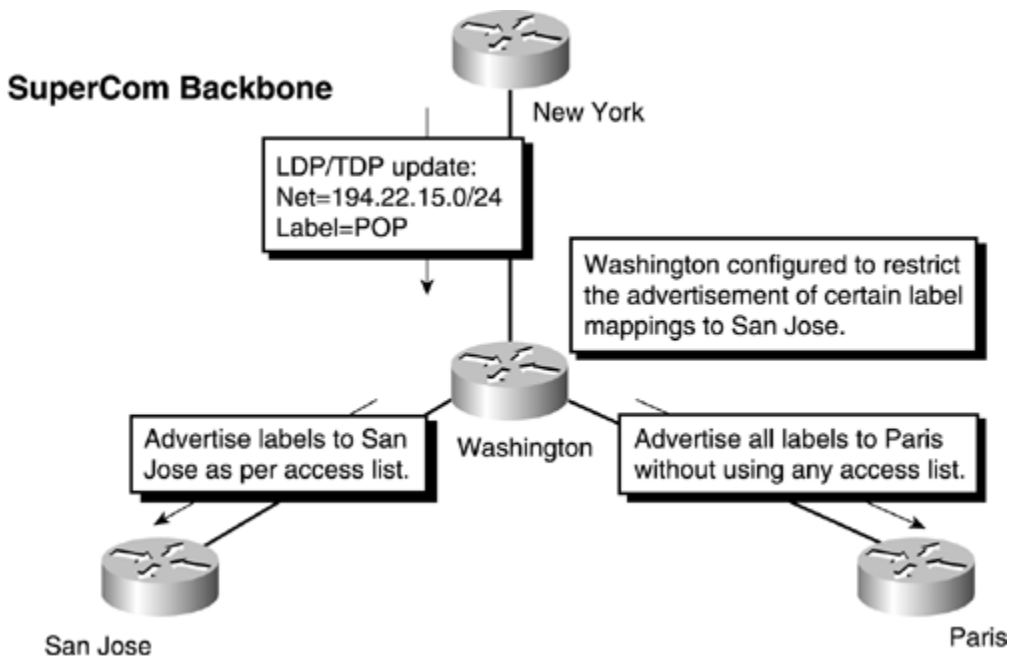 New York
SuperCom Backbone
LDP/TDP update:
Net=194.22.15.0/24
Label=POP
Washington configured to restrict
the advertisement of certain label
mappings to San Jose.
Washington
Advertise labels to San
Jose as per access list.
Advertise all labels to Paris
without using any access list.
San Jose
Paris